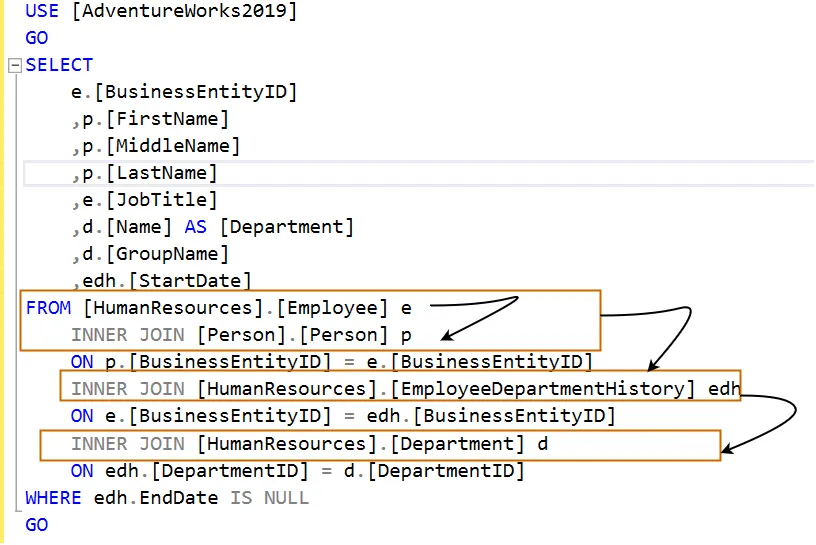 USE [AdventureWorks2019]
GO
SELECT
e.[BusinessEntityID]
,p.[FirstName]
,p.[MiddleName]
,p.[LastName]
,e.[JobTitle]
,d.[Name] AS [Department]
,d.[GroupName]
,edh.[StartDate]
FROM [HumanResources].[Employee] e
INNER JOIN [Person].[Person] p
ON p.[BusinessEntityID] = e.[BusinessEntityID]
INNER JOIN [HumanResources].[EmployeeDepartmentHistory] edh
ON e.[BusinessEntityID] = edh.[BusinessEntityID]
INNER JOIN [HumanResources].[Department] d
ON edh.[DepartmentID] = d.[DepartmentID]
WHERE edh.EndDate IS NULL
GO